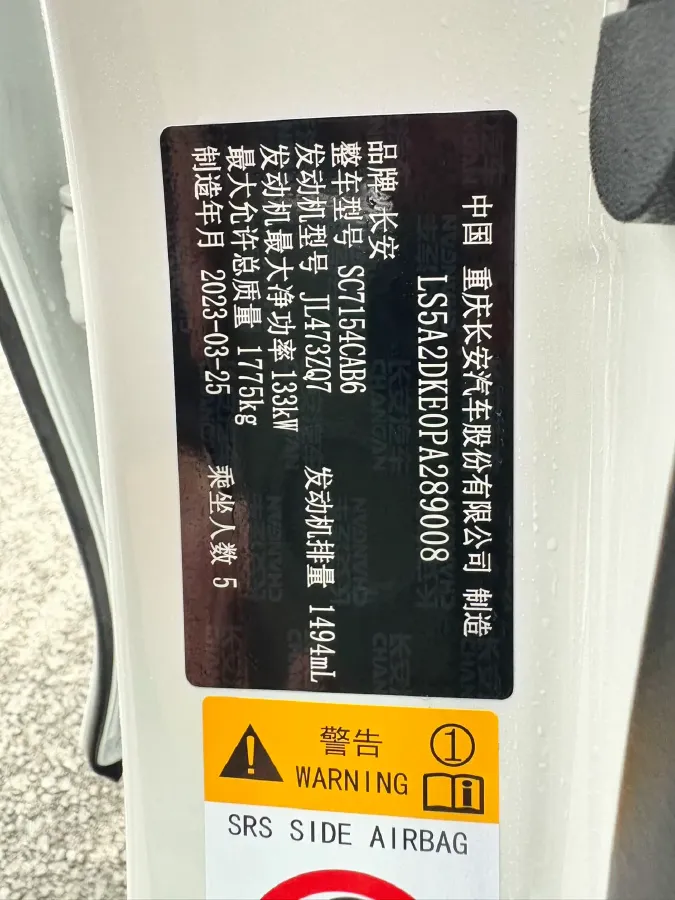 中国 重庆长安汽车股份有限公司 制造
LS5A2DKE0PA289008
品牌 长安
整车型号 SC7154CAB6
发动机型号 JL473ZQ7 发动机排量 1494mL
发动机最大净功率 133kW
最大允许总质量 1775kg
制造年月 2023-03-25 乘坐人数 5
警告 ①
WARNING
SRS SIDE AIRBAG